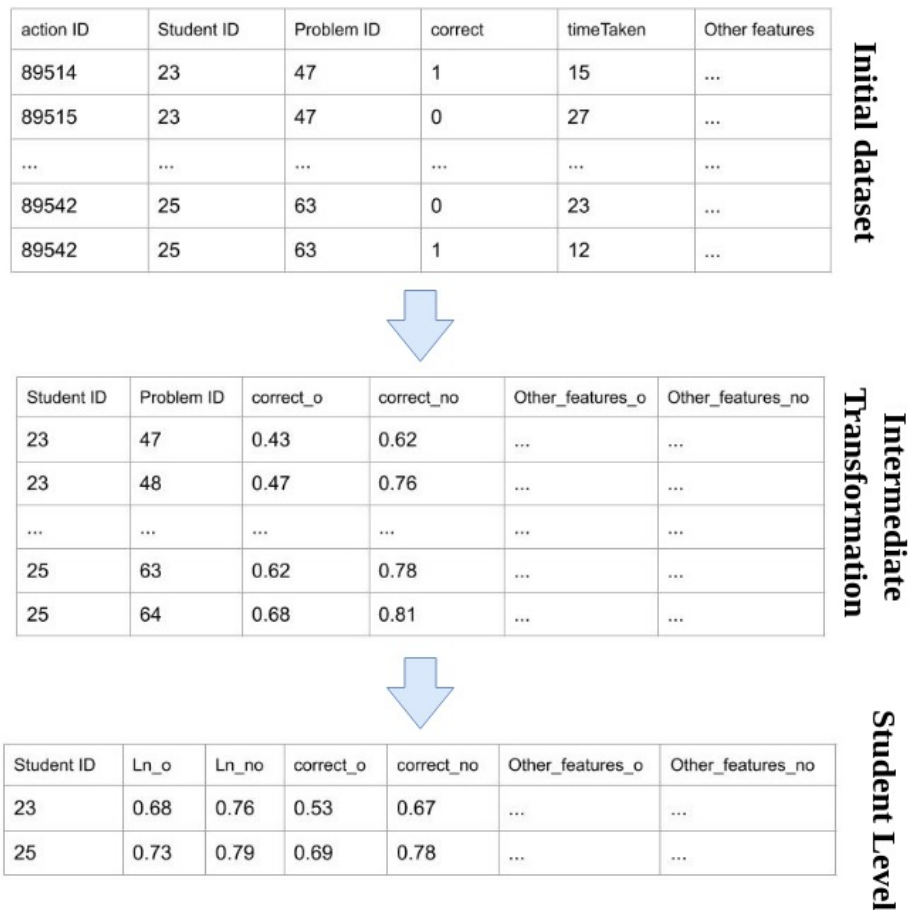 action ID Student ID Problem ID correct timeTaken Other features
89514 23 47 1 15 ...
89515 23 47 0 27 ...
... ... ... ... ... ...
89542 25 63 0 23 ...
89542 25 63 1 12 ...
Initial dataset
Student ID Problem ID correct_o correct_no Other_features_o Other_features_no
23 47 0.43 0.62 ... ...
23 48 0.47 0.76 ... ...
... ... ... ... ... ...
25 63 0.62 0.78 ... ...
25 64 0.68 0.81 ... ...
Intermediate
Transformation
Student ID Ln_o Ln_no correct_o correct_no Other_features_o Other_features_no
23 0.68 0.76 0.53 0.67 ... ...
25 0.73 0.79 0.69 0.78 ... ...
Student Level